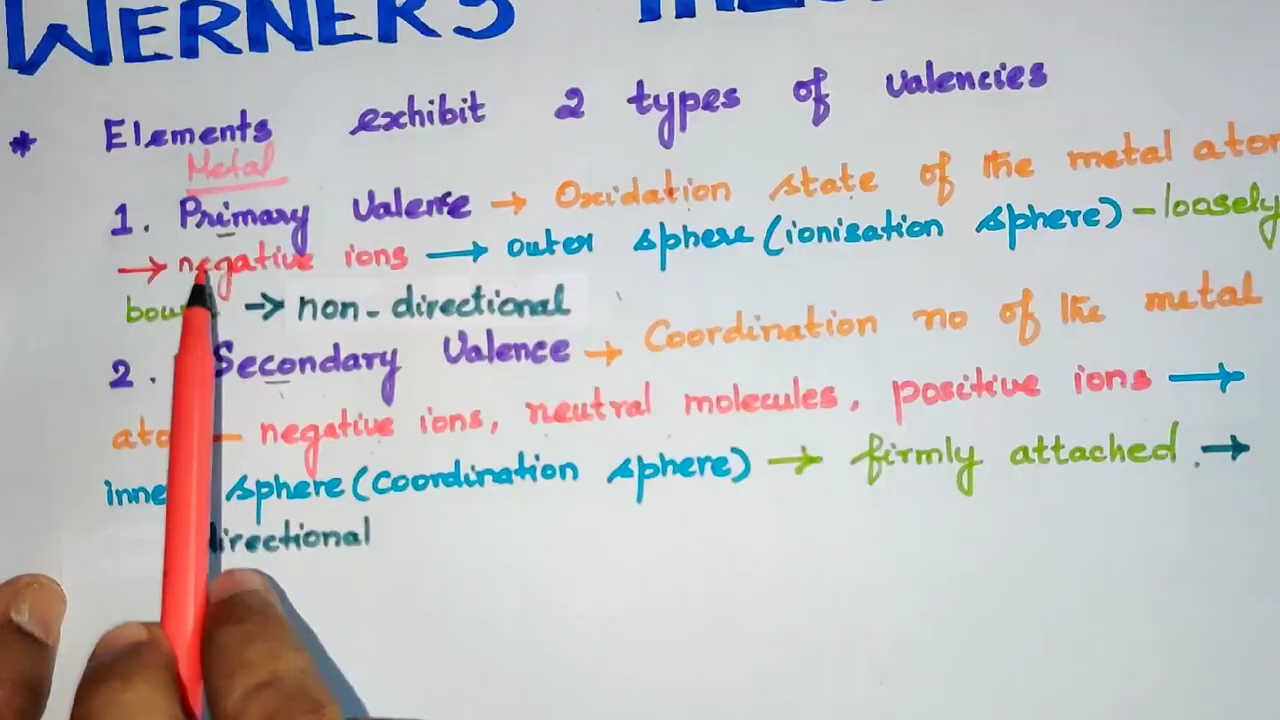 WERNER'S
* Elements exhibit 2 types of valencies
Metal
1. Primary Valence → Oxidation state of the metal atom
→ negative ions → outer sphere (ionisation sphere) - loosely
→ non-directional
2. Secondary Valence → Coordination no of the metal
negative ions, neutral molecules, positive ions →
sphere (coordination sphere) → firmly attached. →
directional